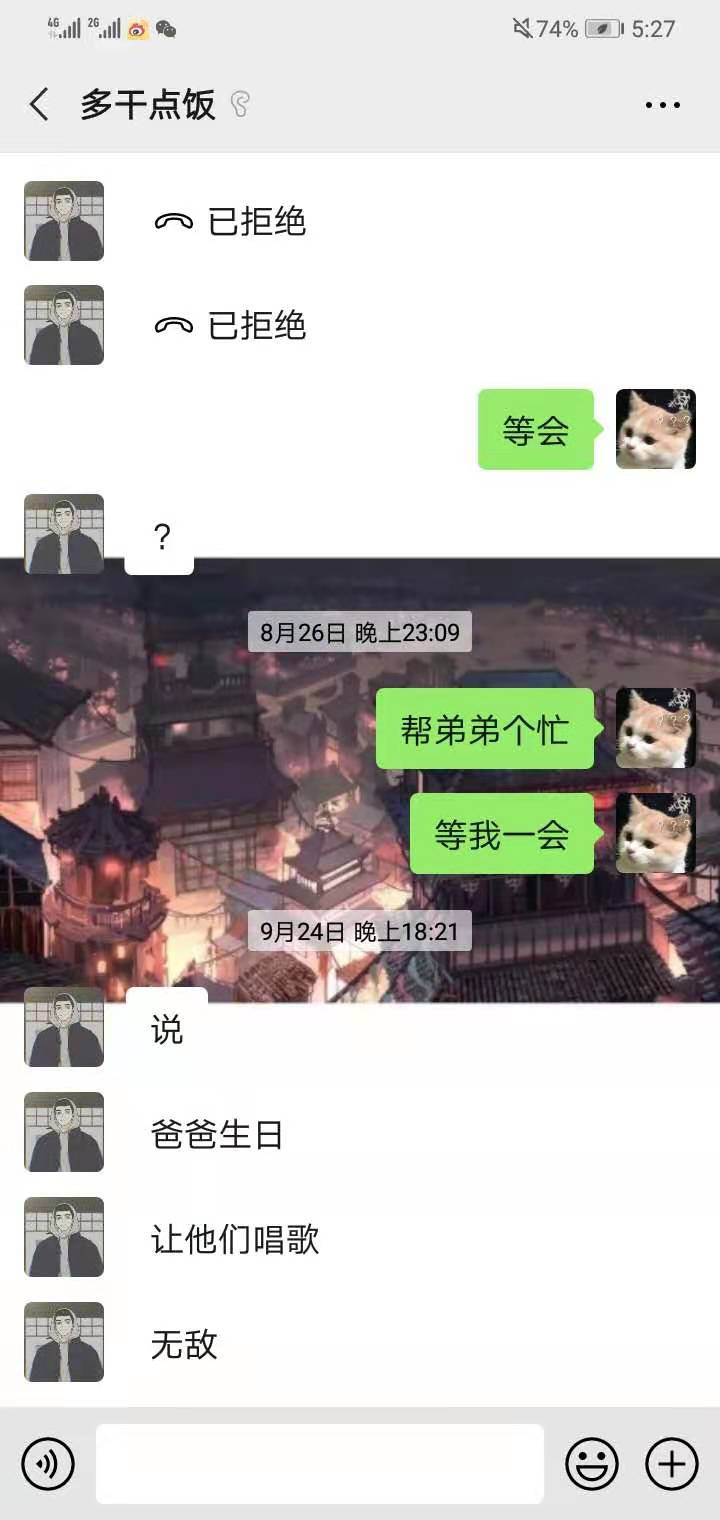 4G 2G 74% 5:27
多干点饭
已拒绝
已拒绝
等会
?
8月26日 晚上23:09
帮弟弟个忙
等我一会
9月24日 晚上18:21
说
爸爸生日
让他们唱歌
无敌